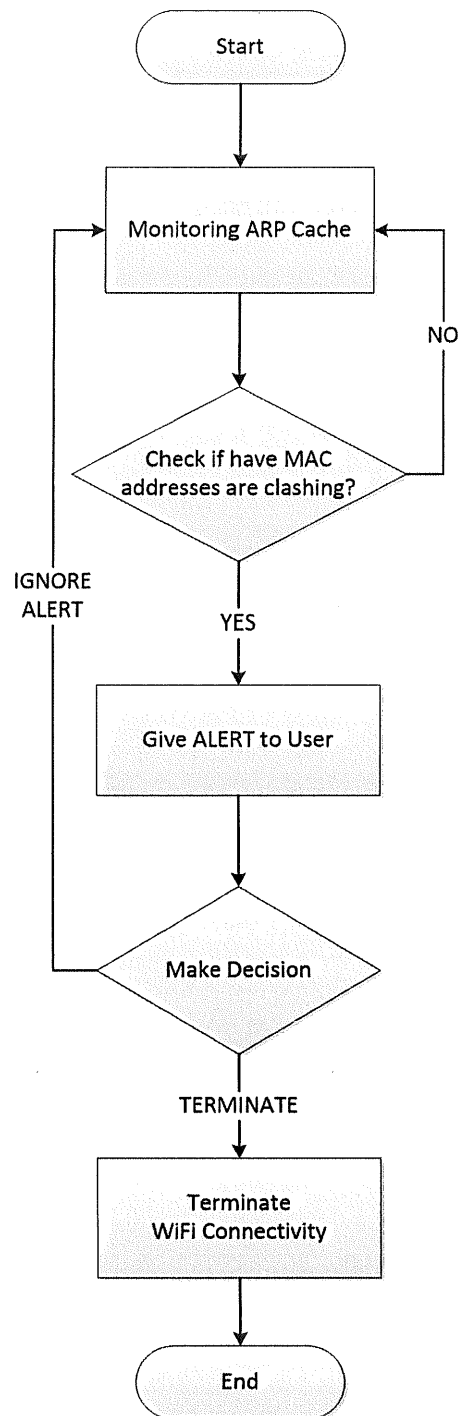 Start
Monitoring ARP Cache
NO
Check if have MAC
addresses are clashing?
IGNORE
ALERT
YES
Give ALERT to User
Make Decision
TERMINATE
Terminate
WiFi Connectivity
End